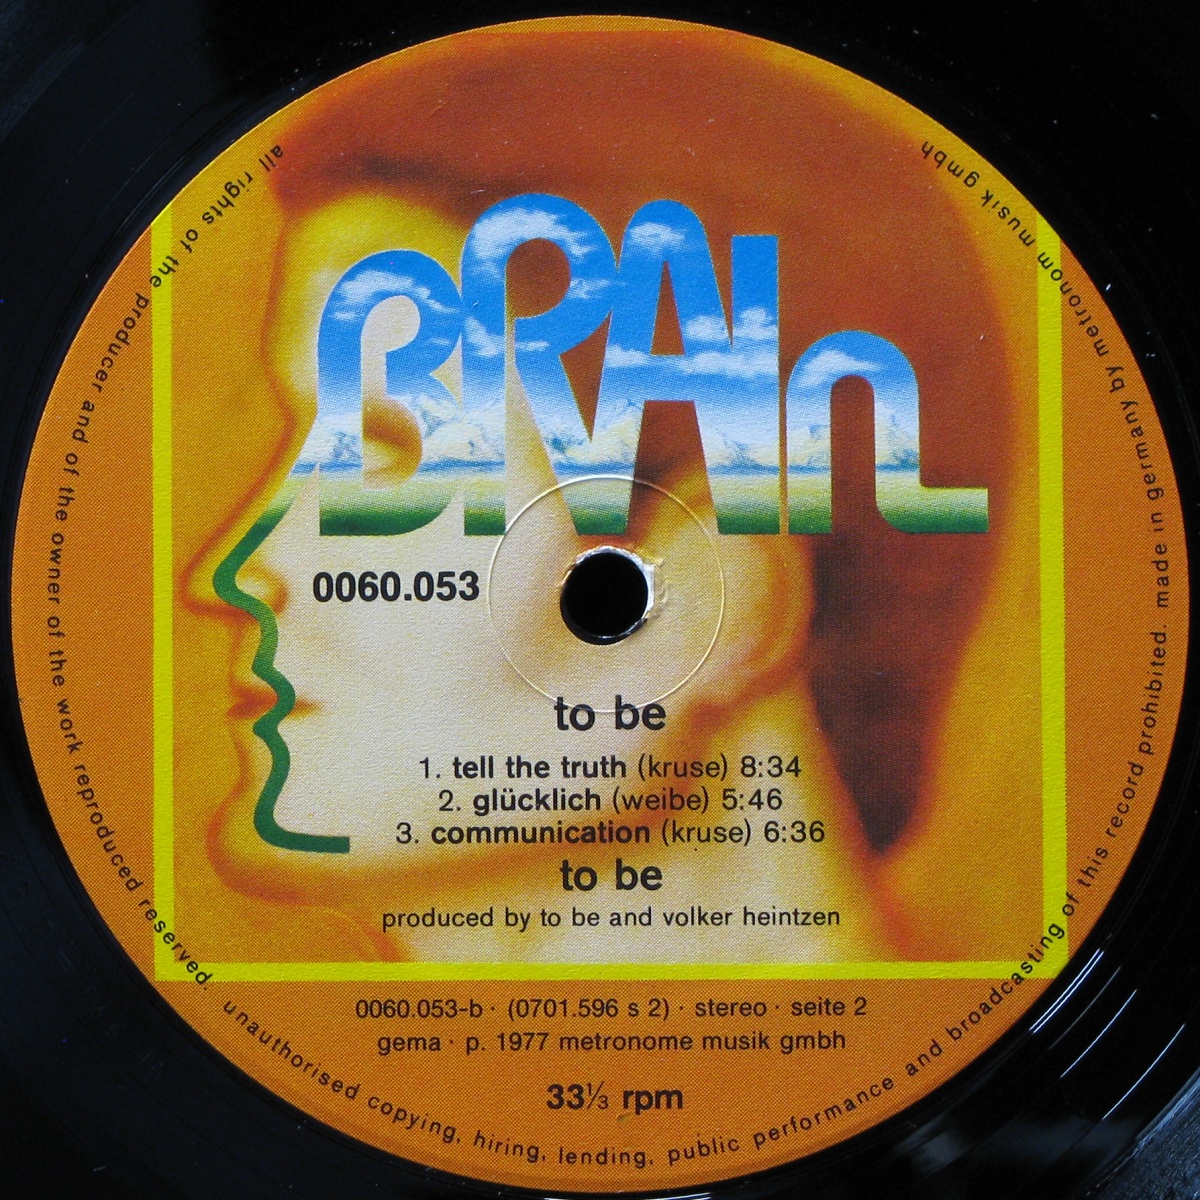 BRAIn
0060.053
to be
1. tell the truth (kruse) 8:34
2. glücklich (weibe) 5:46
3. communication (kruse) 6:36
to be
produced by to be and volker heintzen
0060.053-b · (0701.596 s 2) · stereo · seite 2
gema · p. 1977 metronome musik gmbh
33⅓ rpm
all rights of the producer and of the owner of the work reproduced reserved. unauthorised copying, hiring, lending, public performance and broadcasting of this record prohibited. made in germany by metronom musik gmbh